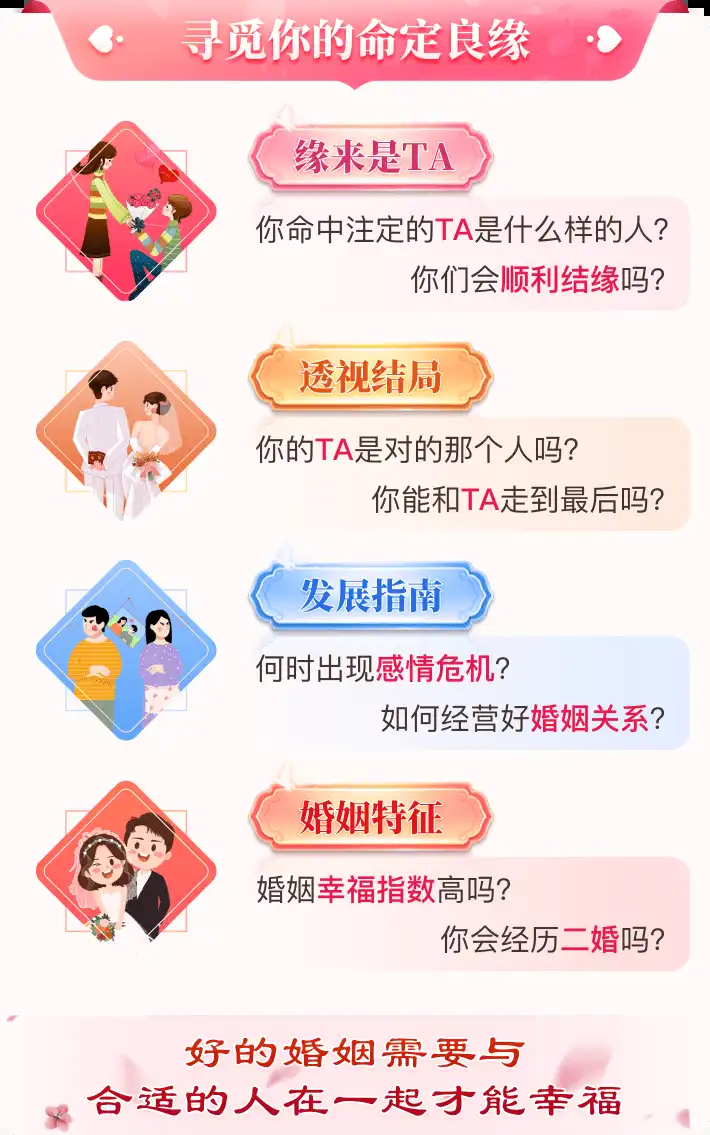 寻觅你的命定良缘
缘来是TA
你命中注定的TA是什么样的人?
你们会顺利结缘吗?
透视结局
你的TA是对的那个人吗?
你能和TA走到最后吗?
发展指南
何时出现感情危机?
如何经营好婚姻关系?
婚姻特征
婚姻幸福指数高吗?
你会经历二婚吗?
好的婚姻需要与
合适的人在一起才能幸福